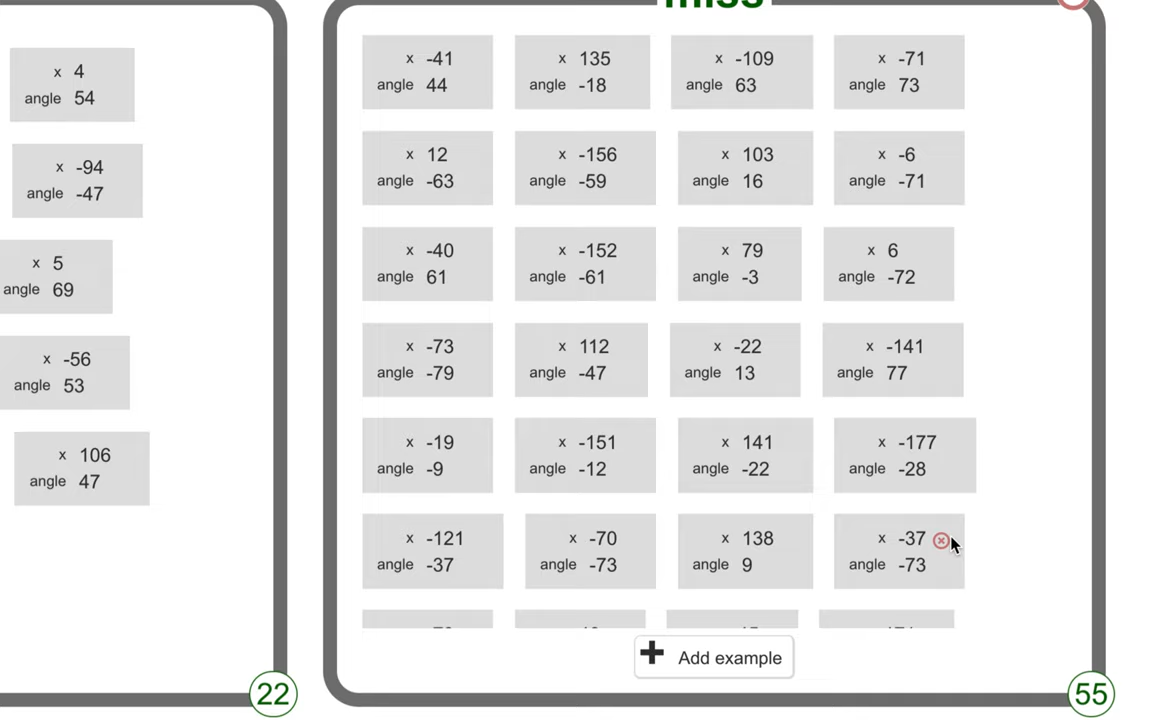 miss
x 4
angle 54
x -94
angle -47
x 5
angle 69
x -56
angle 53
x 106
angle 47
22
x -41
angle 44
x 135
angle -18
x -109
angle 63
x -71
angle 73
x 12
angle -63
x -156
angle -59
x 103
angle 16
x -6
angle -71
x -40
angle 61
x -152
angle -61
x 79
angle -3
x 6
angle -72
x -73
angle -79
x 112
angle -47
x -22
angle 13
x -141
angle 77
x -19
angle -9
x -151
angle -12
x 141
angle -22
x -177
angle -28
x -121
angle -37
x -70
angle -73
x 138
angle 9
x -37
angle -73
Add example
55